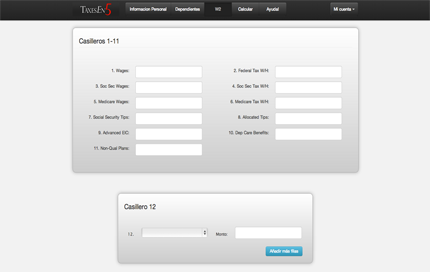 TAXESEN5
Informacion Personal Dependientes W2 Calcular Ayuda! Mi cuenta
Casilleros 1-11
1. Wages: 2. Federal Tax W/H:
3. Soc Sec Wages: 4. Soc Sec Tax W/H:
5. Medicare Wages: 6. Medicare Tax W/H:
7. Social Security Tips: 8. Allocated Tips:
9. Advanced EIC: 10. Dep Care Benefits:
11. Non-Qual Plans:
Casillero 12
12. Monto:
Añadir más filas